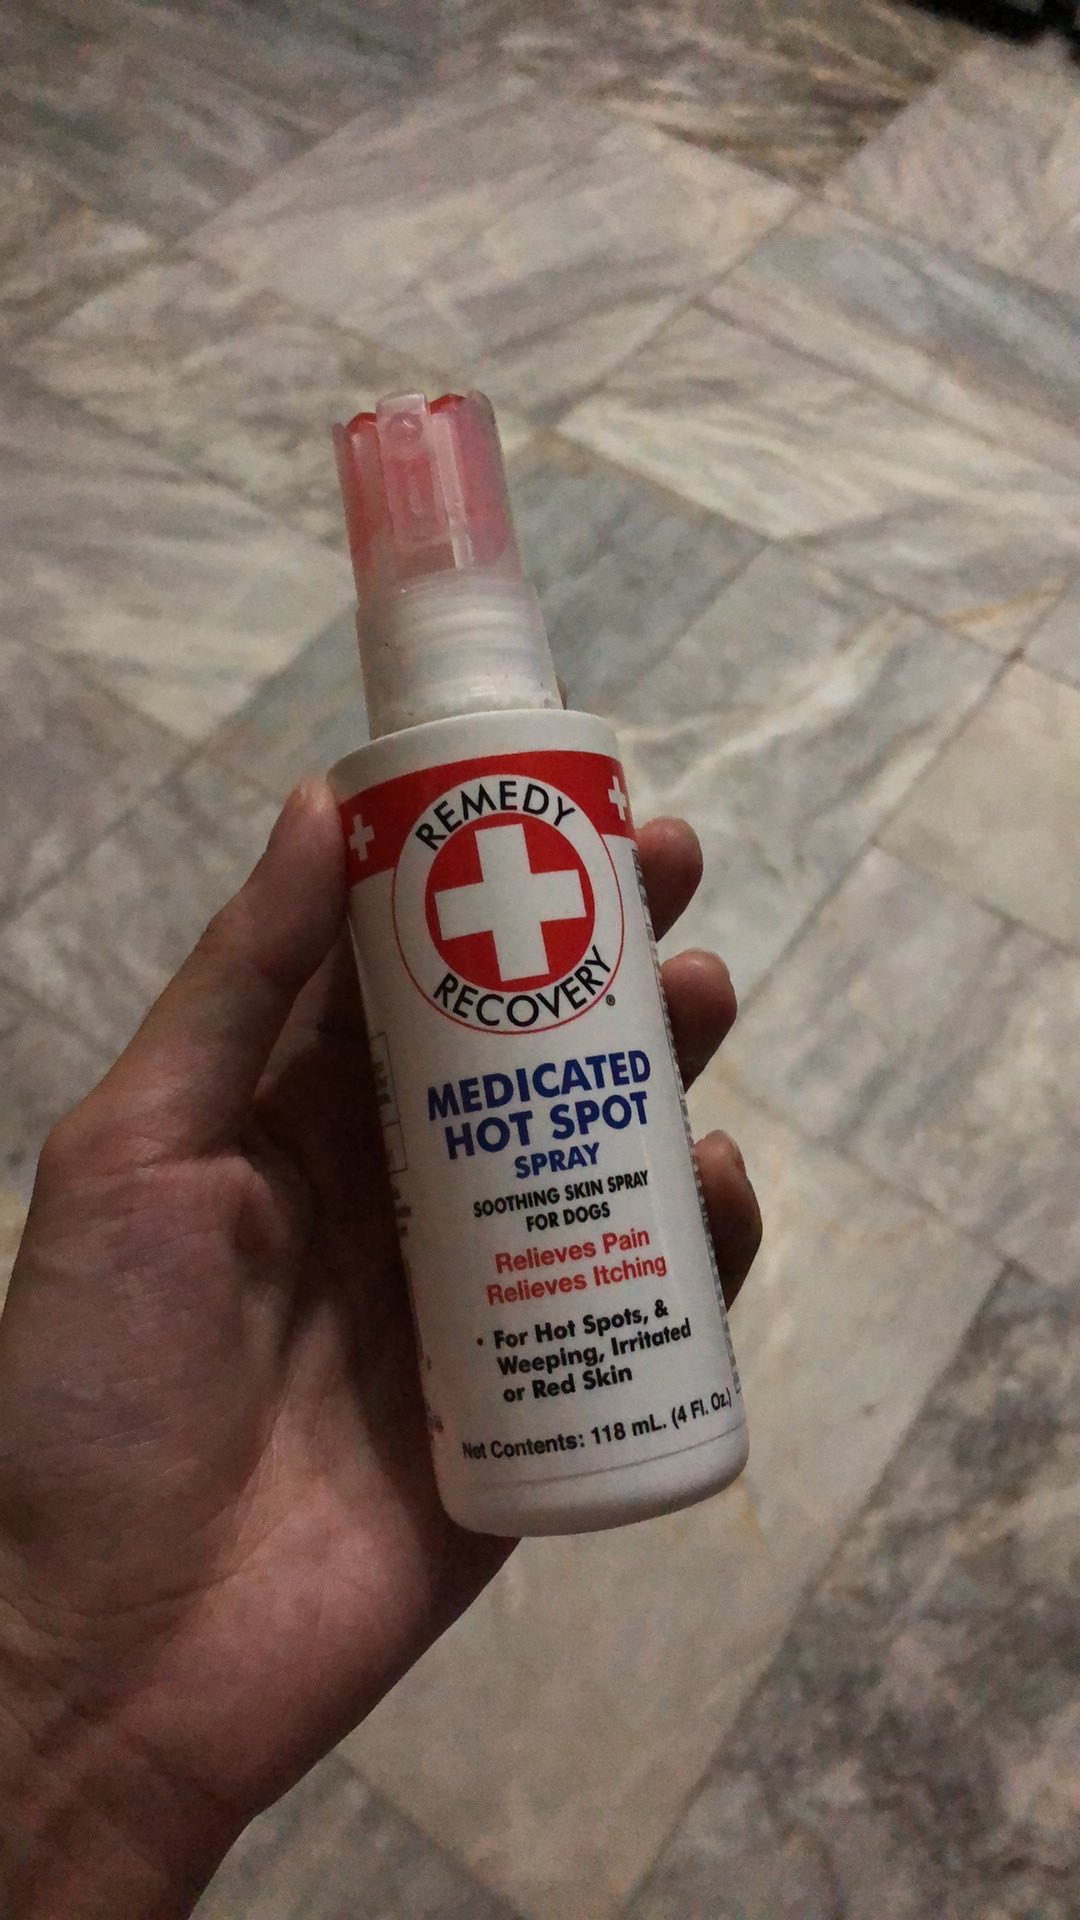 REMEDY
RECOVERY®
MEDICATED
HOT SPOT
SPRAY
SOOTHING SKIN SPRAY
FOR DOGS
Relieves Pain
Relieves Itching
• For Hot Spots, &
Weeping, Irritated
or Red Skin
Net Contents: 118 mL. (4 Fl. Oz.)